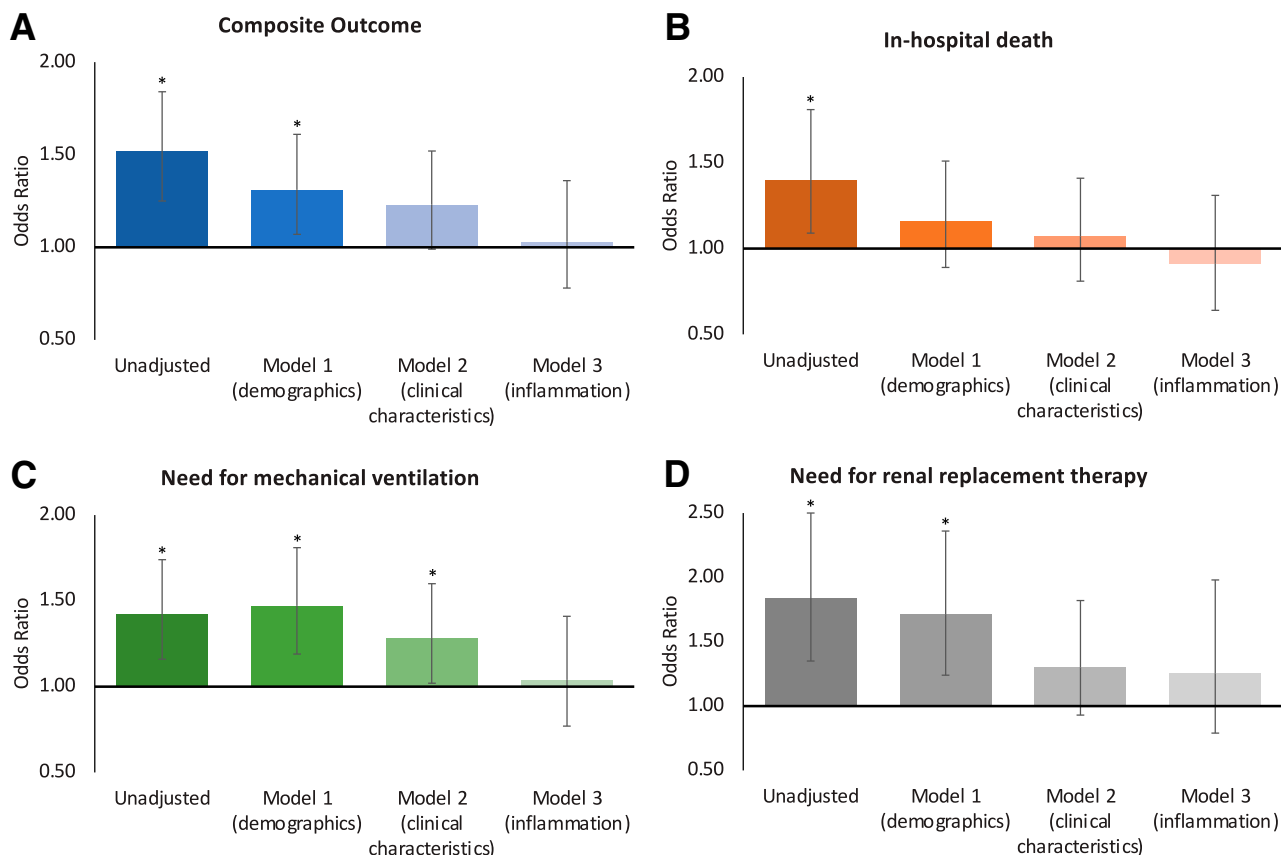 A
Composite Outcome
Odds Ratio
2.00
1.50
1.00
0.50
*
*
Unadjusted
Model 1
(demographics)
Model 2
(clinical
characteristics)
Model 3
(inflammation)
B
In-hospital death
Odds Ratio
2.00
1.50
1.00
0.50
*
Unadjusted
Model 1
(demographics)
Model 2
(clinical
characteristics)
Model 3
(inflammation)
C
Need for mechanical ventilation
Odds Ratio
2.00
1.50
1.00
0.50
*
*
*
Unadjusted
Model 1
(demographics)
Model 2
(clinical
characteristics)
Model 3
(inflammation)
D
Need for renal replacement therapy
Odds Ratio
2.50
2.00
1.50
1.00
0.50
*
*
Unadjusted
Model 1
(demographics)
Model 2
(clinical
characteristics)
Model 3
(inflammation)